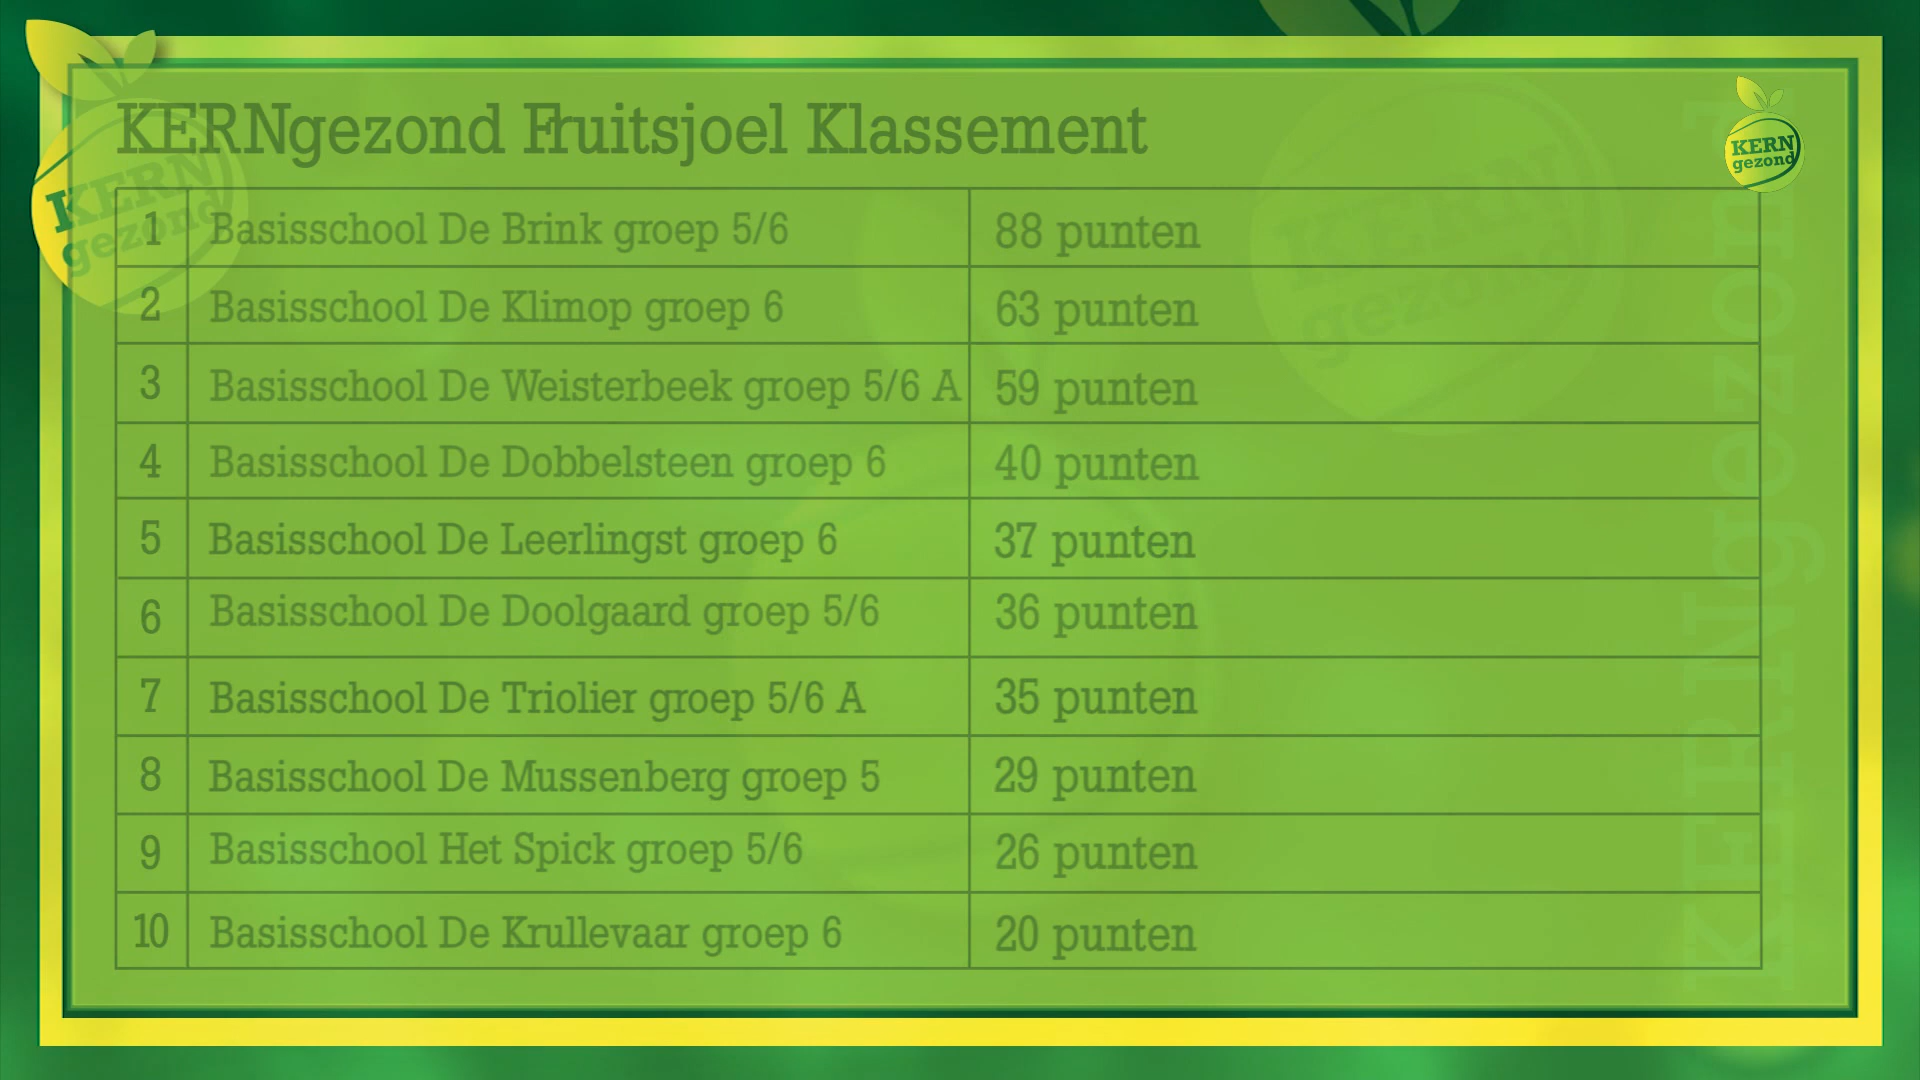 KERNgezond Fruitsjoel Klassement
KERN
gezond
KERN
gezond
KERN
gezond
KERNgezond
1 Basisschool De Brink groep 5/6 88 punten
2 Basisschool De Klimop groep 6 63 punten
3 Basisschool De Weisterbeek groep 5/6 A 59 punten
4 Basisschool De Dobbelsteen groep 6 40 punten
5 Basisschool De Leerlingst groep 6 37 punten
6 Basisschool De Doolgaard groep 5/6 36 punten
7 Basisschool De Triolier groep 5/6 A 35 punten
8 Basisschool De Mussenberg groep 5 29 punten
9 Basisschool Het Spick groep 5/6 26 punten
10 Basisschool De Krullevaar groep 6 20 punten